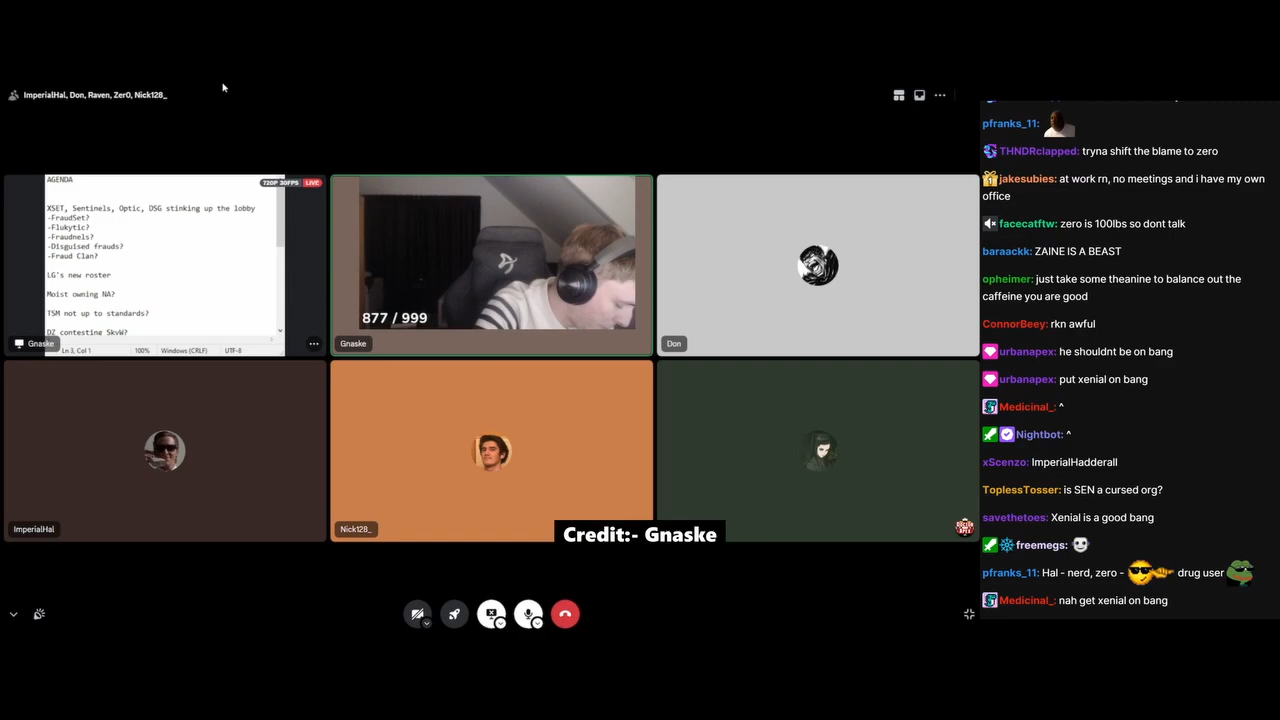 ImperialHal, Don, Raven, Zer0, Nick128_
AGENDA
720P 30FPS LIVE
XSET, Sentinels, Optic, DSG stinking up the lobby
-FraudSet?
-Flukytic?
-Fraudnels?
-Disguised frauds?
-Fraud Clan?
LG's new roster
Moist owning NA?
TSM not up to standards?
DZ contesting SkyW?
Gnaske
Ln 3, Col 1 100% Windows (CRLF) UTF-8
877 / 999
Gnaske
Don
ImperialHal
Nick128_
Credit:- Gnaske
pfranks_11:
THNDRclapped: tryna shift the blame to zero
jakesubies: at work rn, no meetings and i have my own
office
facecatftw: zero is 100lbs so dont talk
baraackk: ZAINE IS A BEAST
opheimer: just take some theanine to balance out the
caffeine you are good
ConnorBeey: rkn awful
urbanapex: he shouldnt be on bang
urbanapex: put xenial on bang
Medicinal_: ^
Nightbot: ^
xScenzo: ImperialHadderall
ToplessTosser: is SEN a cursed org?
savethetoes: Xenial is a good bang
freemegs:
pfranks_11: Hal - nerd, zero - drug user
Medicinal_: nah get xenial on bang